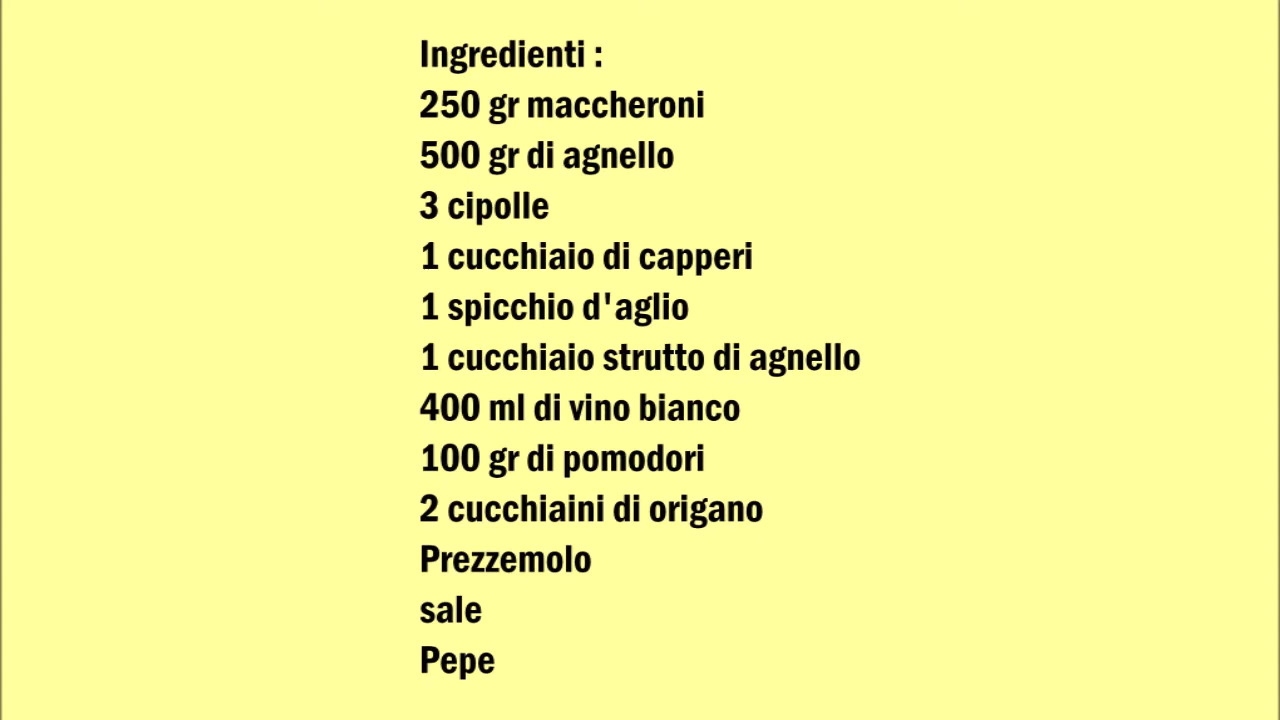 Ingredienti :
250 gr maccheroni
500 gr di agnello
3 cipolle
1 cucchiaio di capperi
1 spicchio d'aglio
1 cucchiaio strutto di agnello
400 ml di vino bianco
100 gr di pomodori
2 cucchiaini di origano
Prezzemolo
sale
Pepe